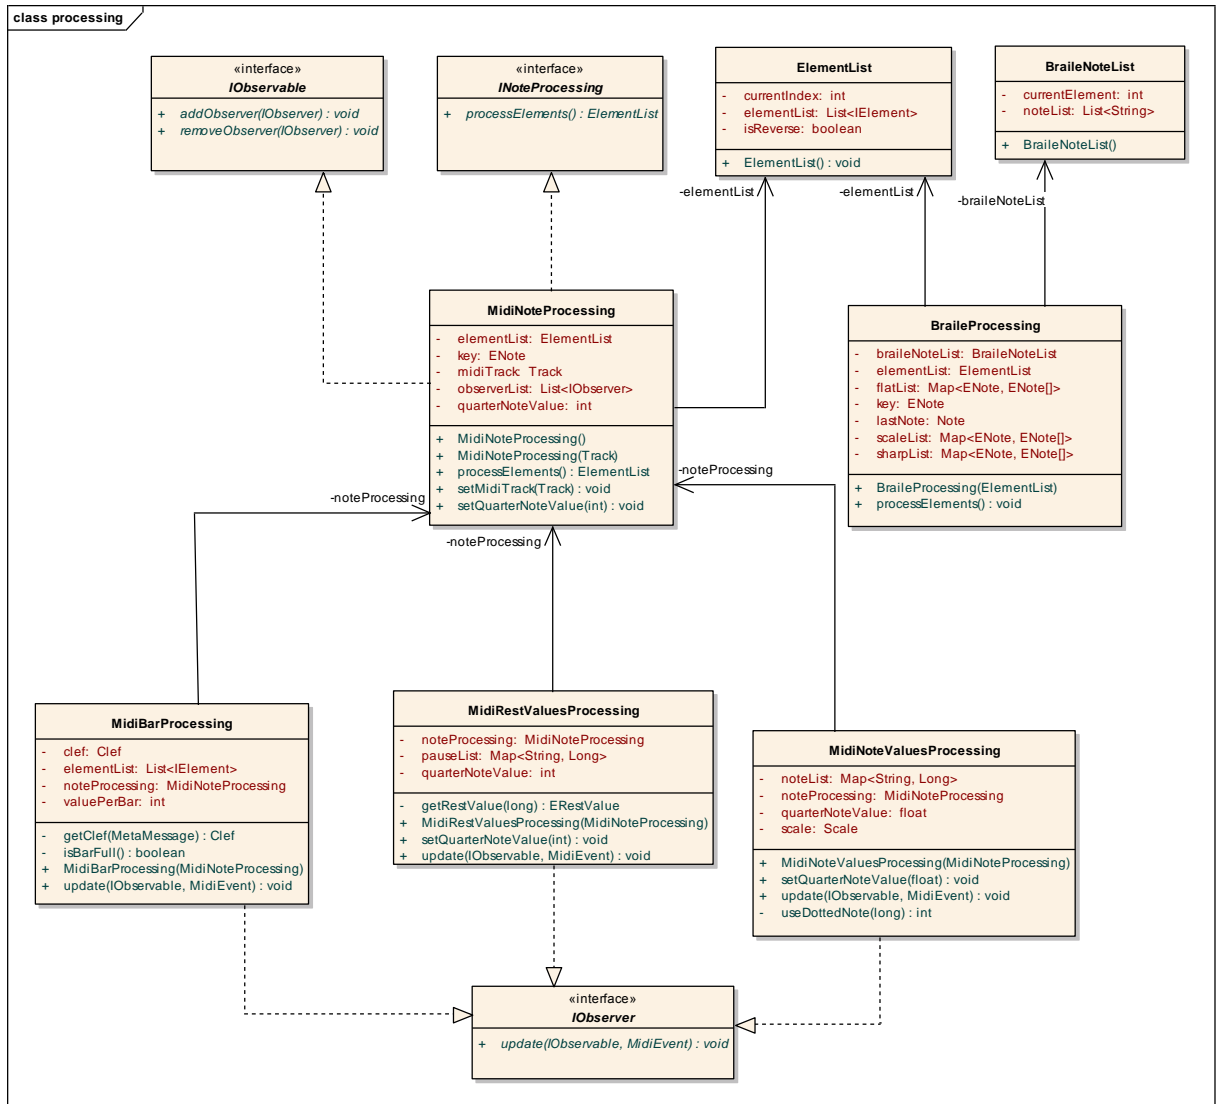 class processing
«interface»
IObservable
+ addObserver(IObserver) : void
+ removeObserver(IObserver) : void
«interface»
INoteProcessing
+ processElements() : ElementList
ElementList
- currentIndex: int
- elementList: List<IElement>
- isReverse: boolean
+ ElementList() : void
BraileNoteList
- currentElement: int
- noteList: List<String>
+ BraileNoteList()
-elementList
-elementList
-braileNoteList
MidiNoteProcessing
- elementList: ElementList
- key: ENote
- midiTrack: Track
- observerList: List<IObserver>
- quarterNoteValue: int
+ MidiNoteProcessing()
+ MidiNoteProcessing(Track)
+ processElements() : ElementList
+ setMidiTrack(Track) : void
+ setQuarterNoteValue(int) : void
BraileProcessing
- braileNoteList: BraileNoteList
- elementList: ElementList
- flatList: Map<ENote, ENote[]>
- key: ENote
- lastNote: Note
- scaleList: Map<ENote, ENote[]>
- sharpList: Map<ENote, ENote[]>
+ BraileProcessing(ElementList)
+ processElements() : void
-noteProcessing
-noteProcessing
-noteProcessing
MidiBarProcessing
- clef: Clef
- elementList: List<IElement>
- noteProcessing: MidiNoteProcessing
- valuePerBar: int
- getClef(MetaMessage) : Clef
- isBarFull() : boolean
+ MidiBarProcessing(MidiNoteProcessing)
+ update(IObservable, MidiEvent) : void
MidiRestValuesProcessing
- noteProcessing: MidiNoteProcessing
- pauseList: Map<String, Long>
- quarterNoteValue: int
- getRestValue(long) : ERestValue
+ MidiRestValuesProcessing(MidiNoteProcessing)
+ setQuarterNoteValue(int) : void
+ update(IObservable, MidiEvent) : void
MidiNoteValuesProcessing
- noteList: Map<String, Long>
- noteProcessing: MidiNoteProcessing
- quarterNoteValue: float
- scale: Scale
+ MidiNoteValuesProcessing(MidiNoteProcessing)
+ setQuarterNoteValue(float) : void
+ update(IObservable, MidiEvent) : void
- useDottedNote(long) : int
«interface»
IObserver
+ update(IObservable, MidiEvent) : void